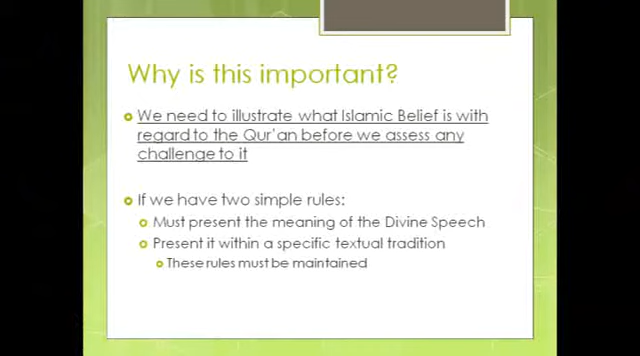 Why is this important?
We need to illustrate what Islamic Belief is with
regard to the Qur'an before we assess any
challenge to it
If we have two simple rules:
Must present the meaning of the Divine Speech
Present it within a specific textual tradition
These rules must be maintained